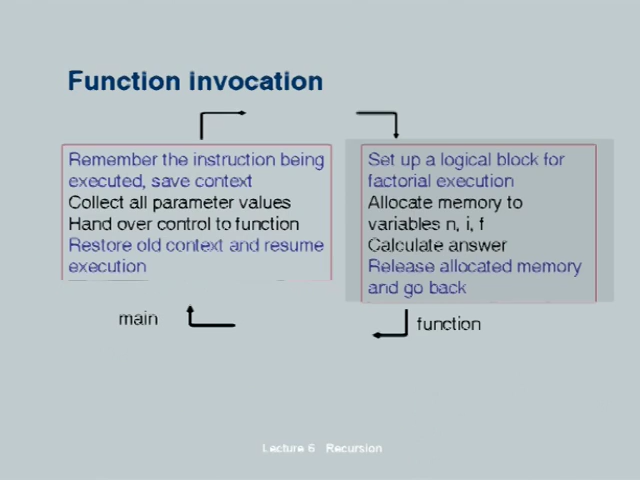 Function invocation
Remember the instruction being
executed, save context
Collect all parameter values
Hand over control to function
Restore old context and resume
execution
Set up a logical block for
factorial execution
Allocate memory to
variables n, i, f
Calculate answer
Release allocated memory
and go back
main
function
Lecture 6 Recursion